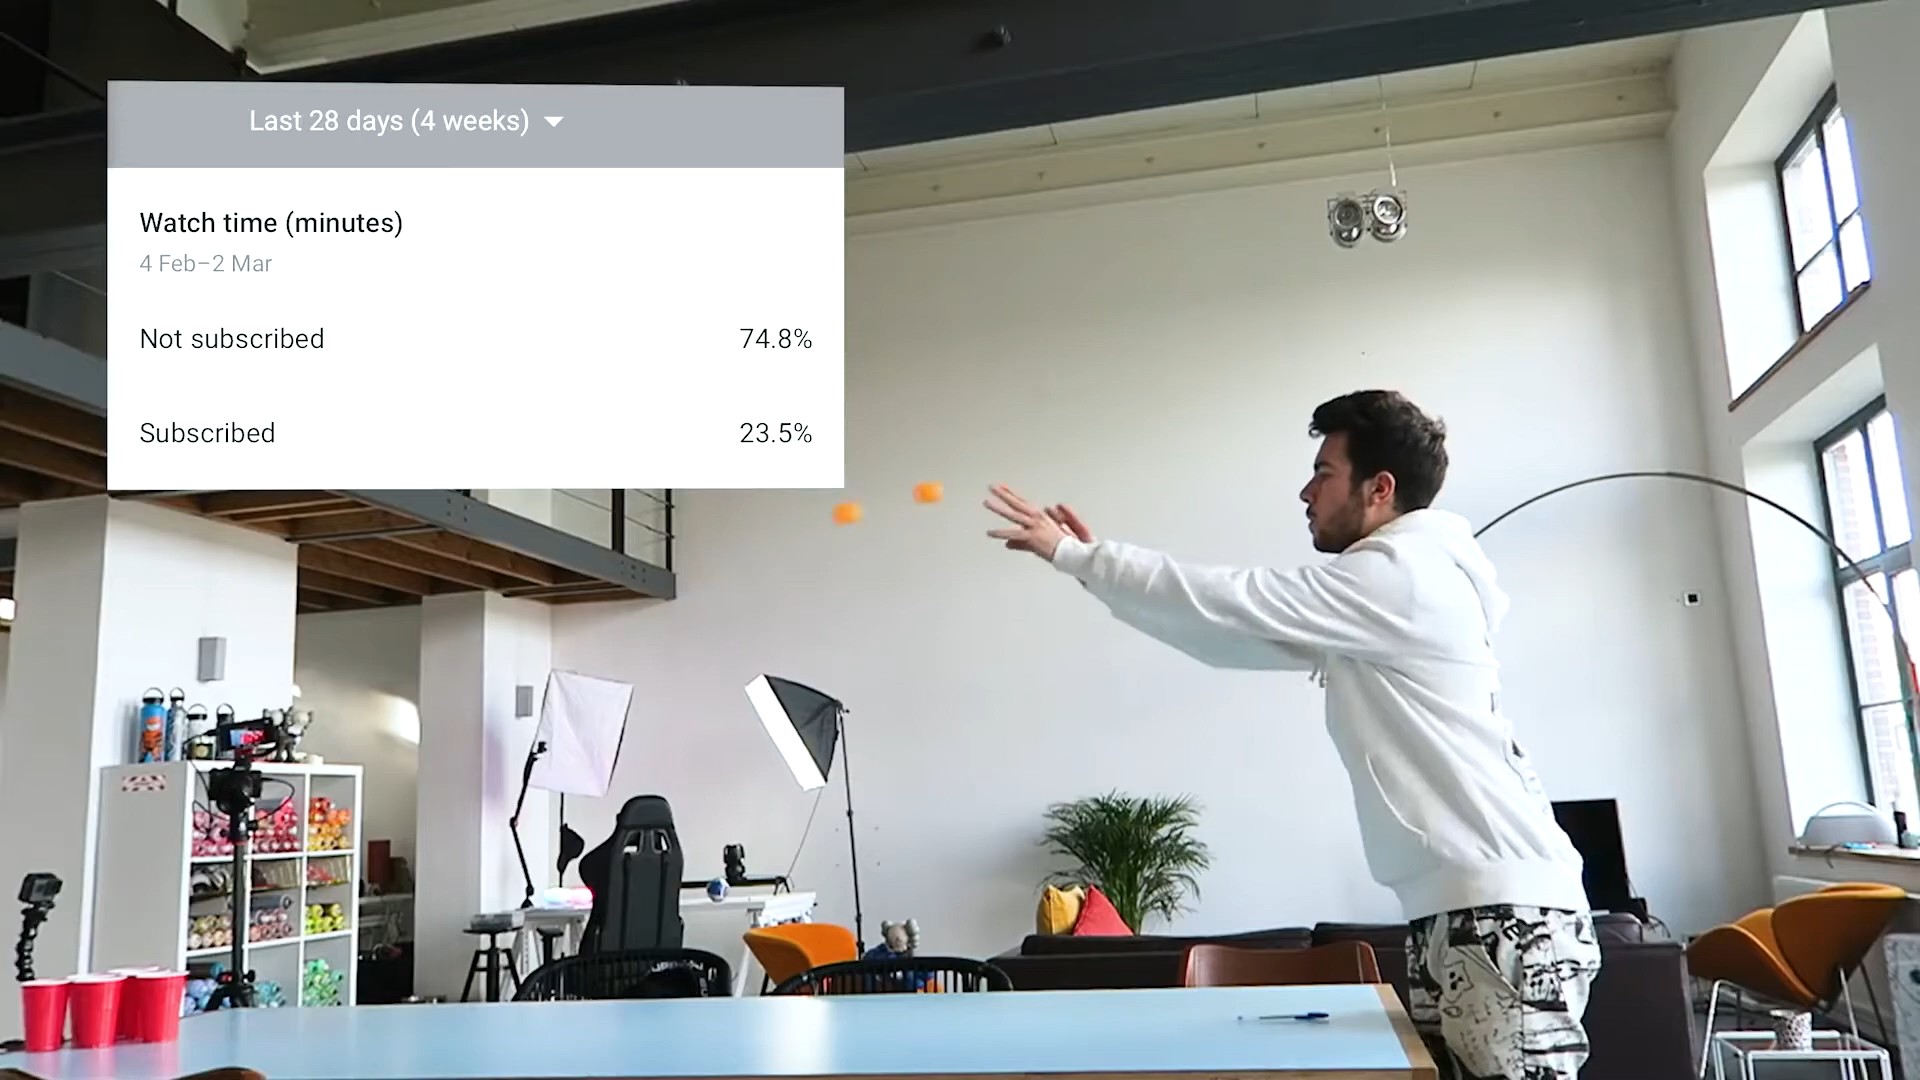 Last 28 days (4 weeks)
Watch time (minutes)
4 Feb–2 Mar
Not subscribed 74.8%
Subscribed 23.5%